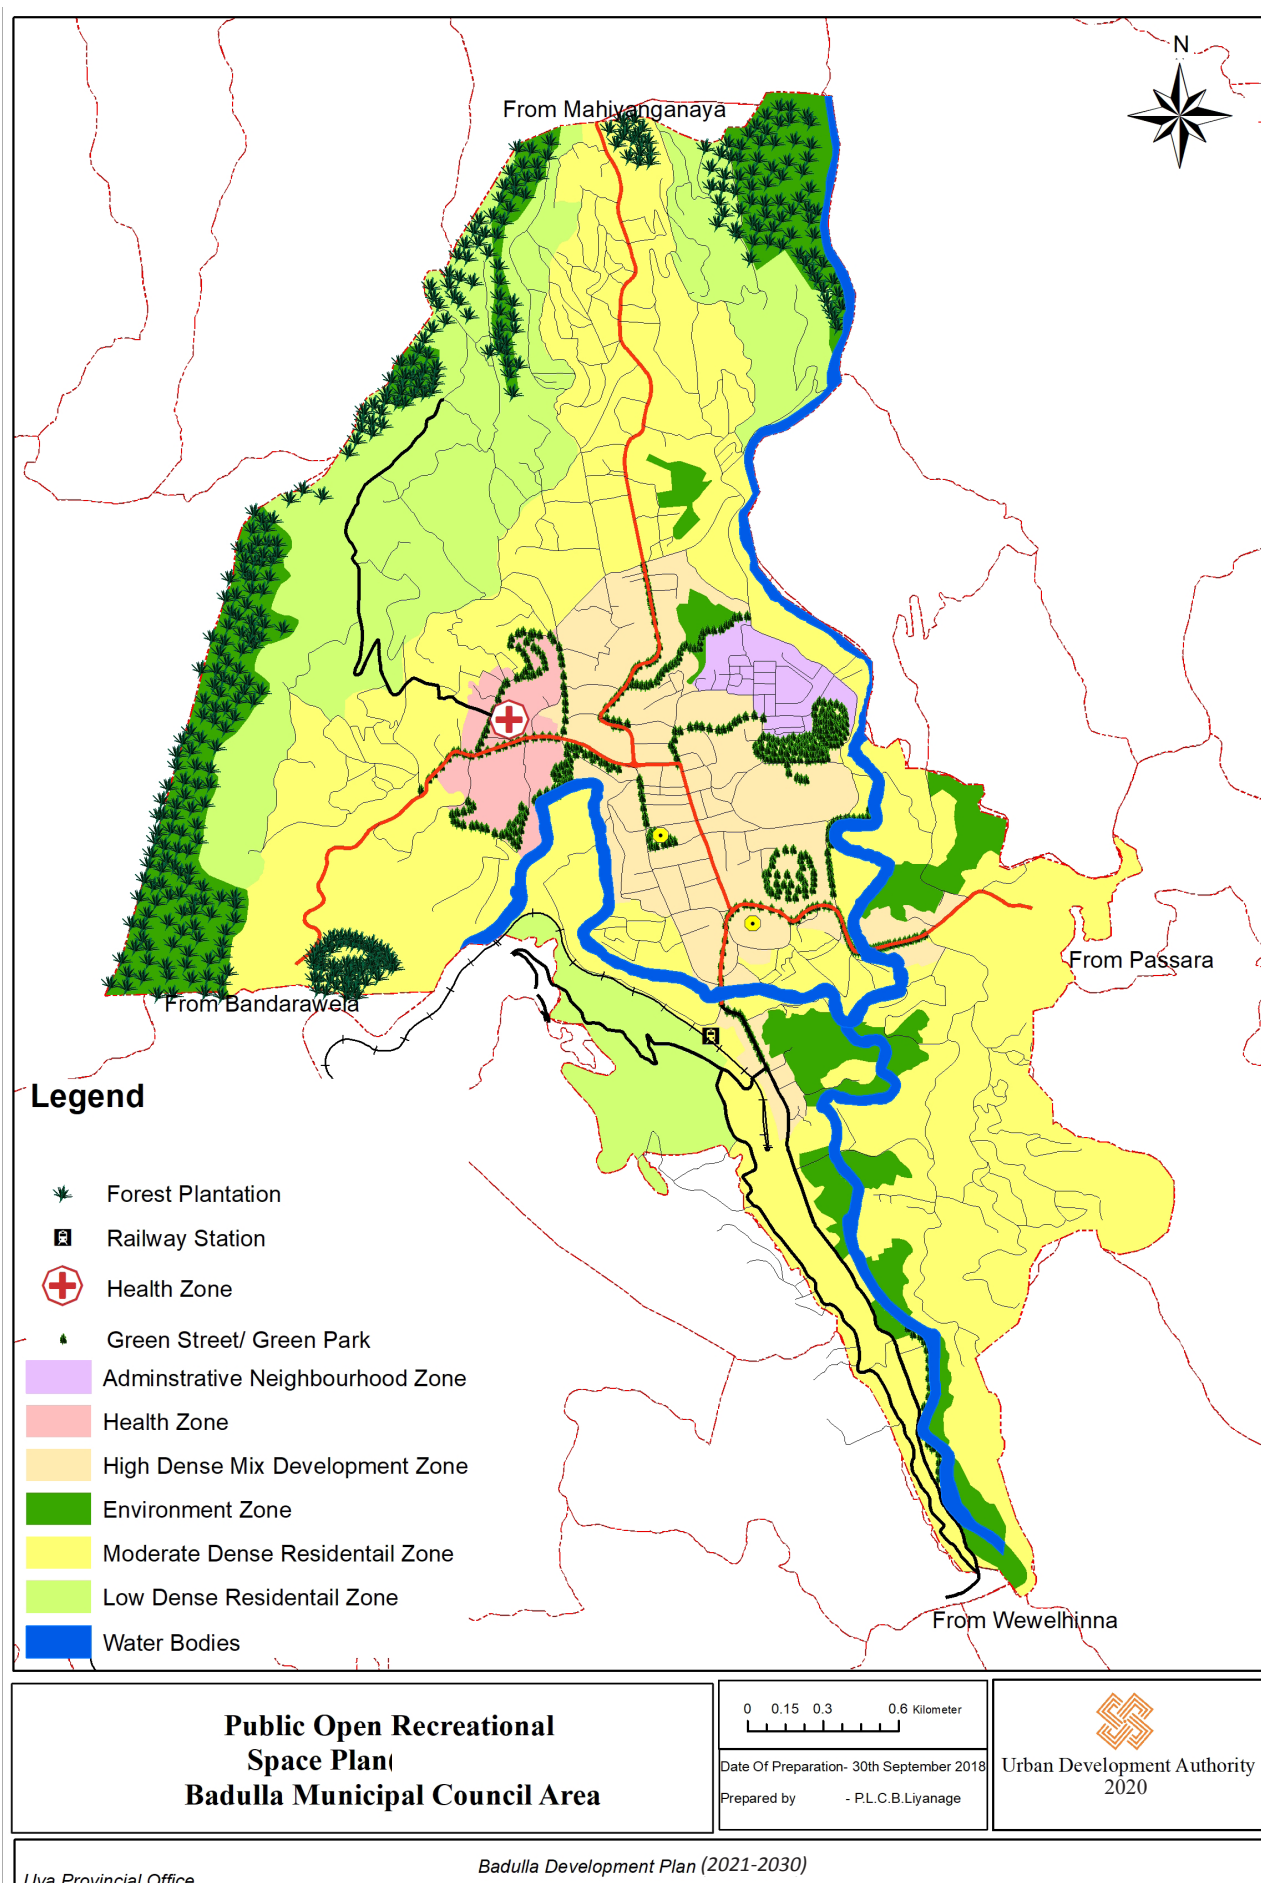 N
From Mahiyanganaya
From Passara
From Bandarawela
Legend
Forest Plantation
Railway Station
Health Zone
Green Street/ Green Park
Adminstrative Neighbourhood Zone
Health Zone
High Dense Mix Development Zone
Environment Zone
Moderate Dense Residentail Zone
Low Dense Residentail Zone
Water Bodies
From Wewelhinna
Public Open Recreational
Space Plan(
Badulla Municipal Council Area
0 0.15 0.3 0.6 Kilometer
Date Of Preparation- 30th September 2018
Prepared by - P.L.C.B.Liyanage
Urban Development Authority
2020
Badulla Development Plan (2021-2030)
Uva Provincial Office